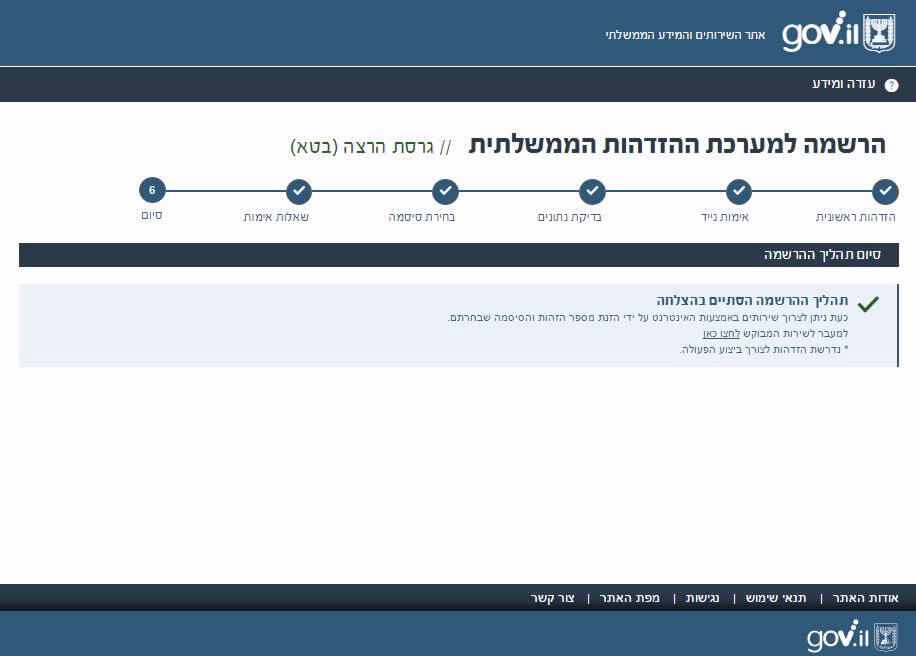 gov.il
אתר השירותים והמידע הממשלתי
? עזרה ומידע
הרשמה למערכת ההזדהות הממשלתית // גרסת הרצה (בטא)
הזדהות ראשונית
אימות נייד
בדיקת נתונים
בחירת סיסמה
שאלות אימות
6
סיום
סיום תהליך ההרשמה
תהליך ההרשמה הסתיים בהצלחה
כעת ניתן לצרוך שירותים באמצעות האינטרנט על ידי הזנת מספר הזהות והסיסמה שבחרתם.
למעבר לשירות המבוקש לחצו כאן
* נדרשת הזדהות לצורך ביצוע הפעולה.
אודות האתר | תנאי שימוש | נגישות | מפת האתר | צור קשר
gov.il